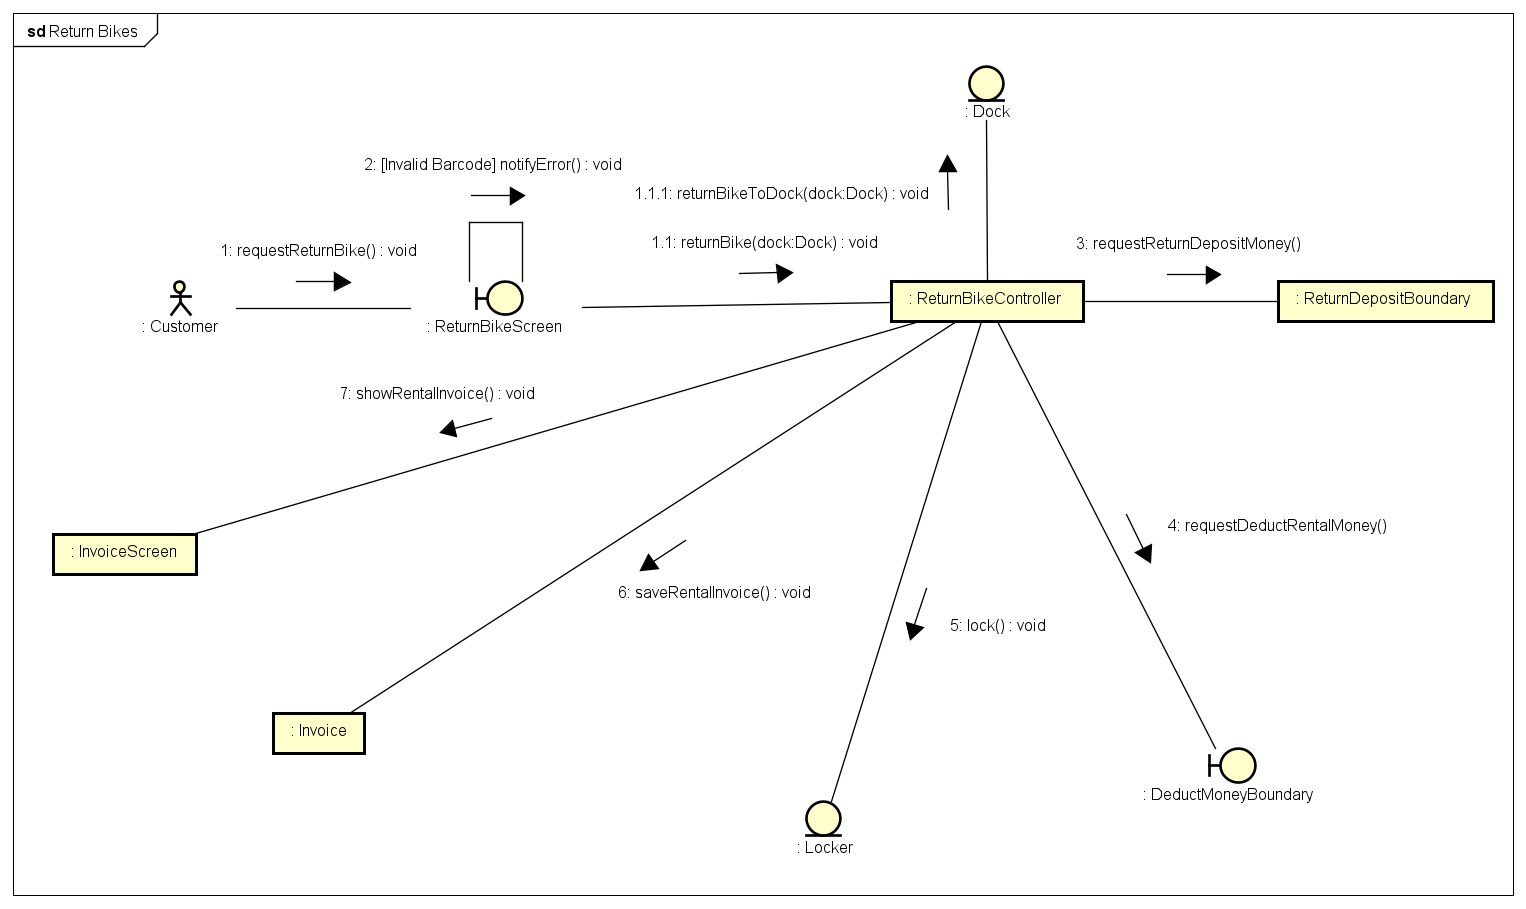 sd Return Bikes
: Dock
2: [Invalid Barcode] notifyError() : void
1.1.1: returnBikeToDock(dock:Dock) : void
1: requestReturnBike() : void
1.1: returnBike(dock:Dock) : void
3: requestReturnDepositMoney()
: Customer
: ReturnBikeScreen
: ReturnBikeController
: ReturnDepositBoundary
7: showRentalInvoice() : void
4: requestDeductRentalMoney()
: InvoiceScreen
6: saveRentalInvoice() : void
5: lock() : void
: Invoice
: DeductMoneyBoundary
: Locker